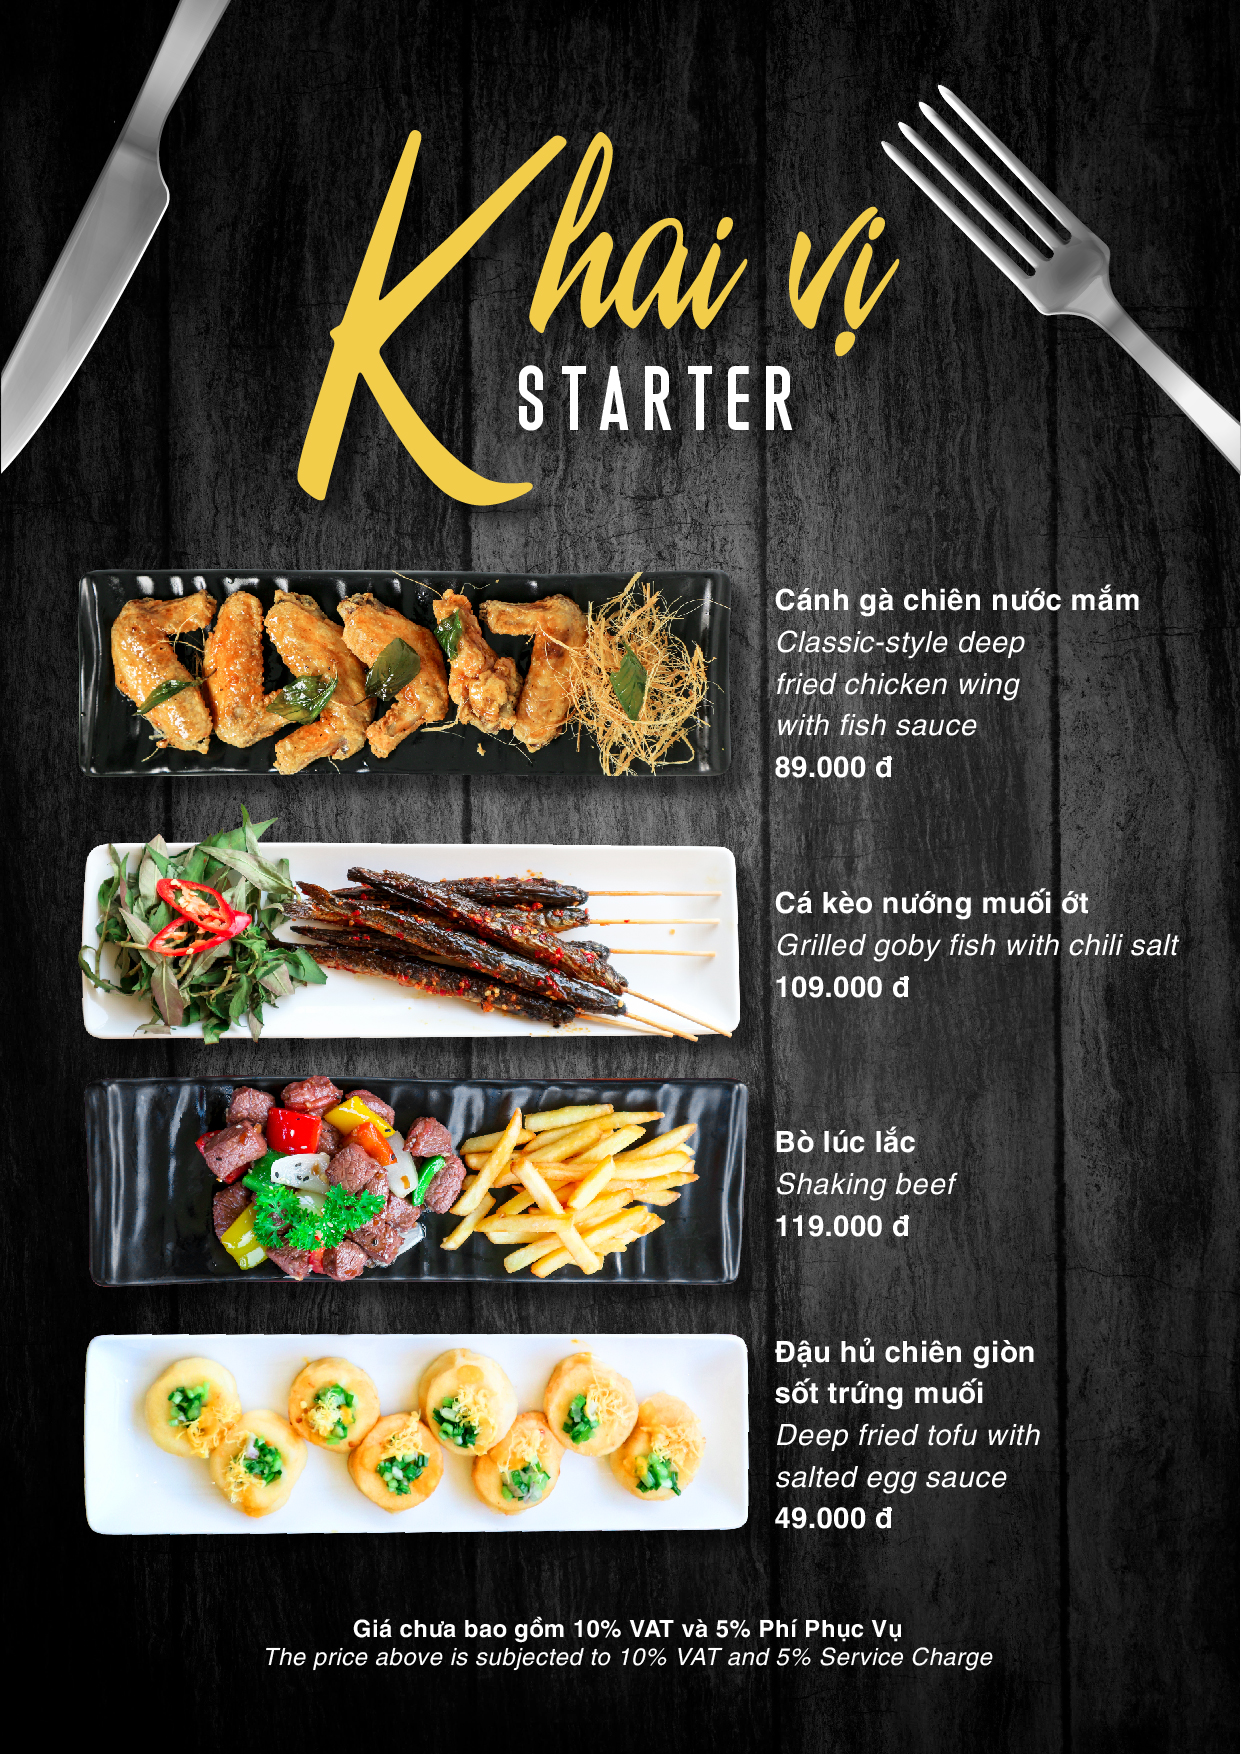 Khai vị
STARTER
Cánh gà chiên nước mắm
Classic-style deep
fried chicken wing
with fish sauce
89.000 đ
Cá kèo nướng muối ớt
Grilled goby fish with chili salt
109.000 đ
Bò lúc lắc
Shaking beef
119.000 đ
Đậu hủ chiên giòn
sốt trứng muối
Deep fried tofu with
salted egg sauce
49.000 đ
Giá chưa bao gồm 10% VAT và 5% Phí Phục Vụ
The price above is subjected to 10% VAT and 5% Service Charge